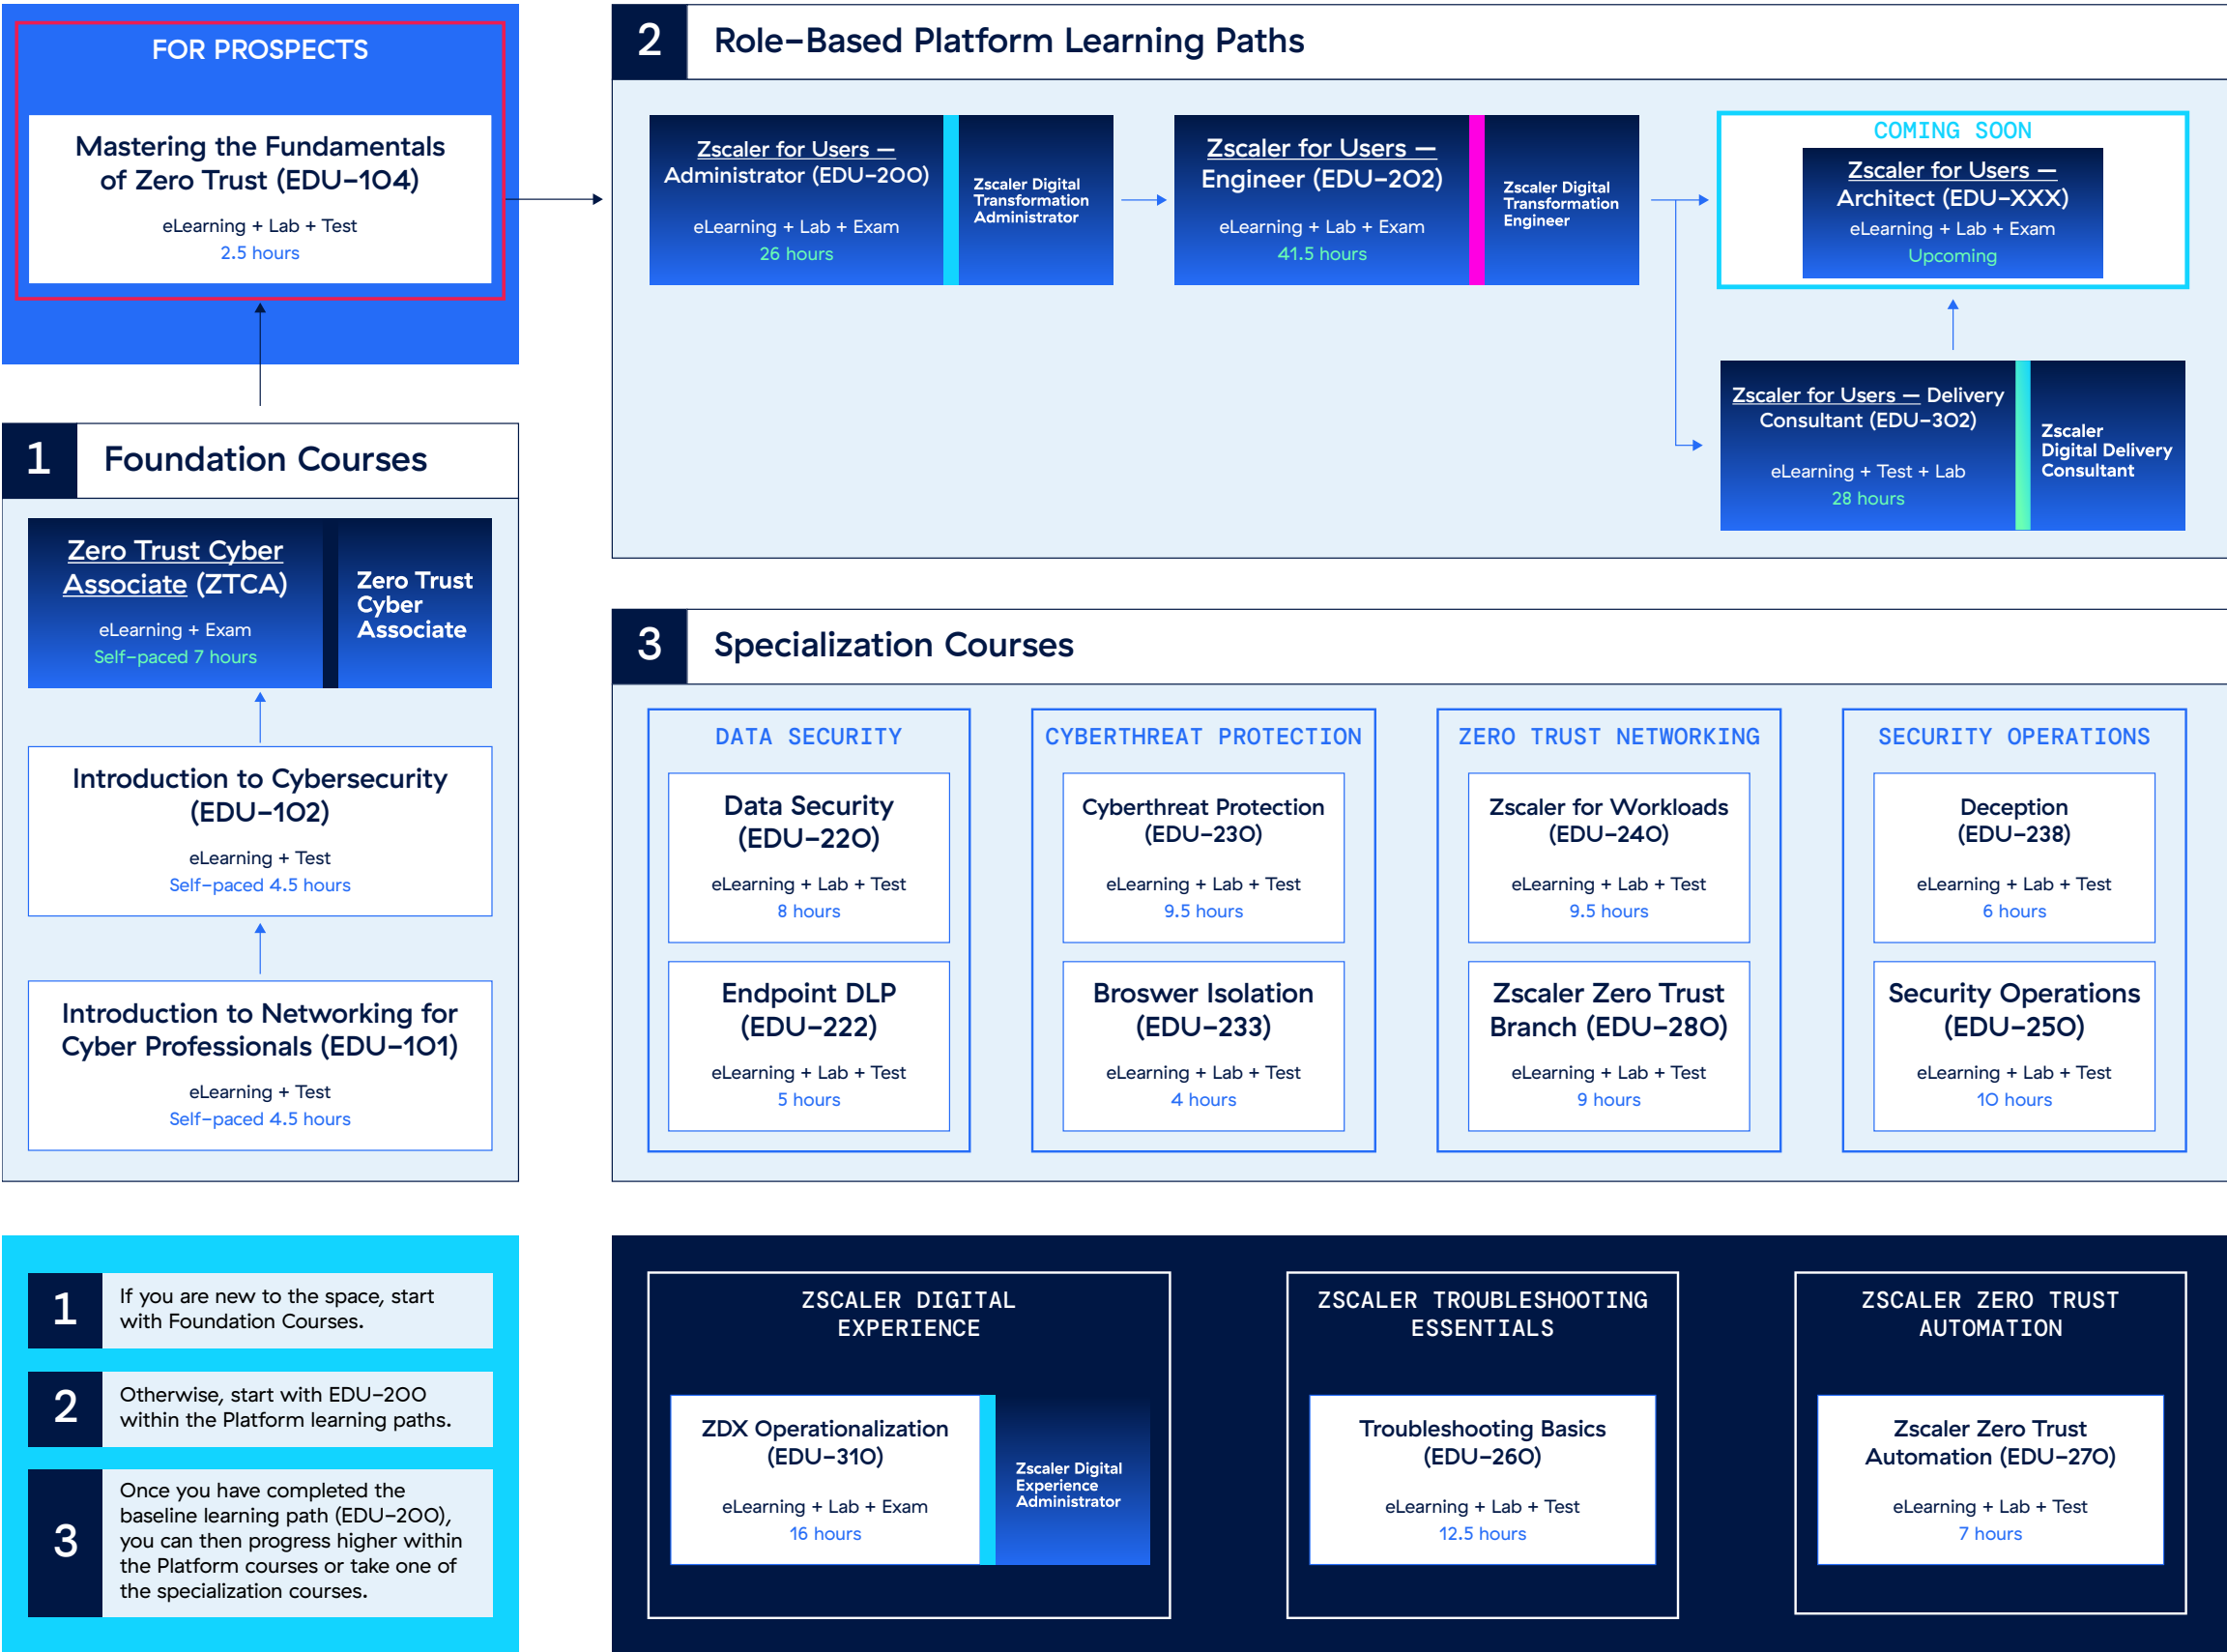 FOR PROSPECTS
Mastering the Fundamentals
of Zero Trust (EDU-104)
eLearning + Lab + Test
2.5 hours
1
Foundation Courses
Zero Trust Cyber
Associate (ZTCA)
eLearning + Exam
Self-paced 7 hours
Zero Trust
Cyber
Associate
Introduction to Cybersecurity
(EDU-102)
eLearning + Test
Self-paced 4.5 hours
Introduction to Networking for
Cyber Professionals (EDU-101)
eLearning + Test
Self-paced 4.5 hours
1
If you are new to the space, start
with Foundation Courses.
2
Otherwise, start with EDU-200
within the Platform learning paths.
3
Once you have completed the
baseline learning path (EDU-200),
you can then progress higher within
the Platform courses or take one of
the specialization courses.
2
Role-Based Platform Learning Paths
Zscaler for Users —
Administrator (EDU-200)
eLearning + Lab + Exam
26 hours
Zscaler Digital
Transformation
Administrator
Zscaler for Users —
Engineer (EDU-202)
eLearning + Lab + Exam
41.5 hours
Zscaler Digital
Transformation
Engineer
COMING SOON
Zscaler for Users —
Architect (EDU-XXX)
eLearning + Lab + Exam
Upcoming
Zscaler for Users — Delivery
Consultant (EDU-302)
eLearning + Test + Lab
28 hours
Zscaler
Digital Delivery
Consultant
3
Specialization Courses
DATA SECURITY
Data Security
(EDU-220)
eLearning + Lab + Test
8 hours
Endpoint DLP
(EDU-222)
eLearning + Lab + Test
5 hours
CYBERTHREAT PROTECTION
Cyberthreat Protection
(EDU-230)
eLearning + Lab + Test
9.5 hours
Broswer Isolation
(EDU-233)
eLearning + Lab + Test
4 hours
ZERO TRUST NETWORKING
Zscaler for Workloads
(EDU-240)
eLearning + Lab + Test
9.5 hours
Zscaler Zero Trust
Branch (EDU-280)
eLearning + Lab + Test
9 hours
SECURITY OPERATIONS
Deception
(EDU-238)
eLearning + Lab + Test
6 hours
Security Operations
(EDU-250)
eLearning + Lab + Test
10 hours
ZSCALER DIGITAL
EXPERIENCE
ZDX Operationalization
(EDU-310)
eLearning + Lab + Exam
16 hours
Zscaler Digital
Experience
Administrator
ZSCALER TROUBLESHOOTING
ESSENTIALS
Troubleshooting Basics
(EDU-260)
eLearning + Lab + Test
12.5 hours
ZSCALER ZERO TRUST
AUTOMATION
Zscaler Zero Trust
Automation (EDU-270)
eLearning + Lab + Test
7 hours